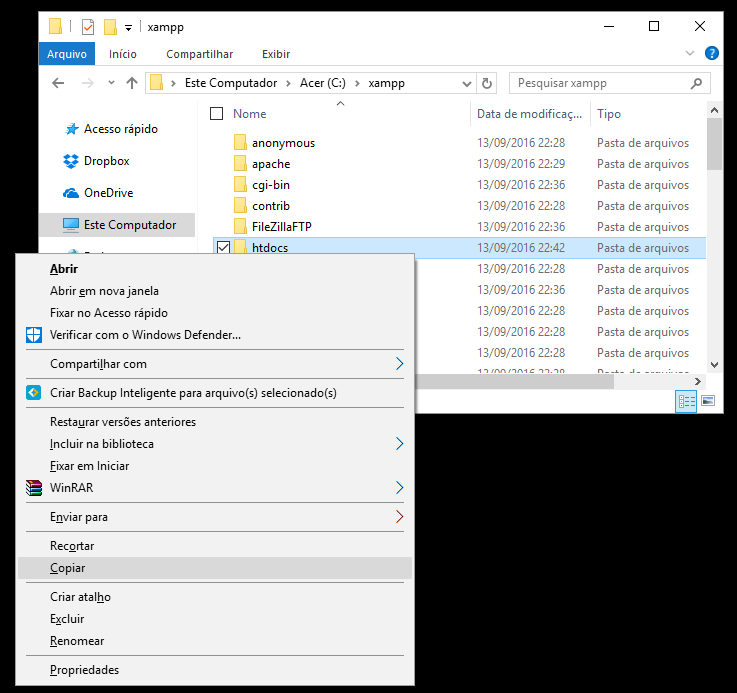 xampp
Arquivo Início Compartilhar Exibir
Este Computador Acer (C:) xampp Pesquisar xampp
Nome Data de modificaç... Tipo
Acesso rápido
Dropbox
OneDrive
Este Computador
anonymous 13/09/2016 22:28 Pasta de arquivos
apache 13/09/2016 22:29 Pasta de arquivos
cgi-bin 13/09/2016 22:36 Pasta de arquivos
contrib 13/09/2016 22:28 Pasta de arquivos
FileZillaFTP 13/09/2016 22:36 Pasta de arquivos
htdocs 13/09/2016 22:42 Pasta de arquivos
13/09/2016 22:28 Pasta de arquivos
13/09/2016 22:36 Pasta de arquivos
13/09/2016 22:28 Pasta de arquivos
13/09/2016 22:28 Pasta de arquivos
13/09/2016 22:28 Pasta de arquivos
13/09/2016 22:28 Pasta de arquivos
Abrir
Abrir em nova janela
Fixar no Acesso rápido
Verificar com o Windows Defender...
Compartilhar com
Criar Backup Inteligente para arquivo(s) selecionado(s)
Restaurar versões anteriores
Incluir na biblioteca
Fixar em Iniciar
WinRAR
Enviar para
Recortar
Copiar
Criar atalho
Excluir
Renomear
Propriedades